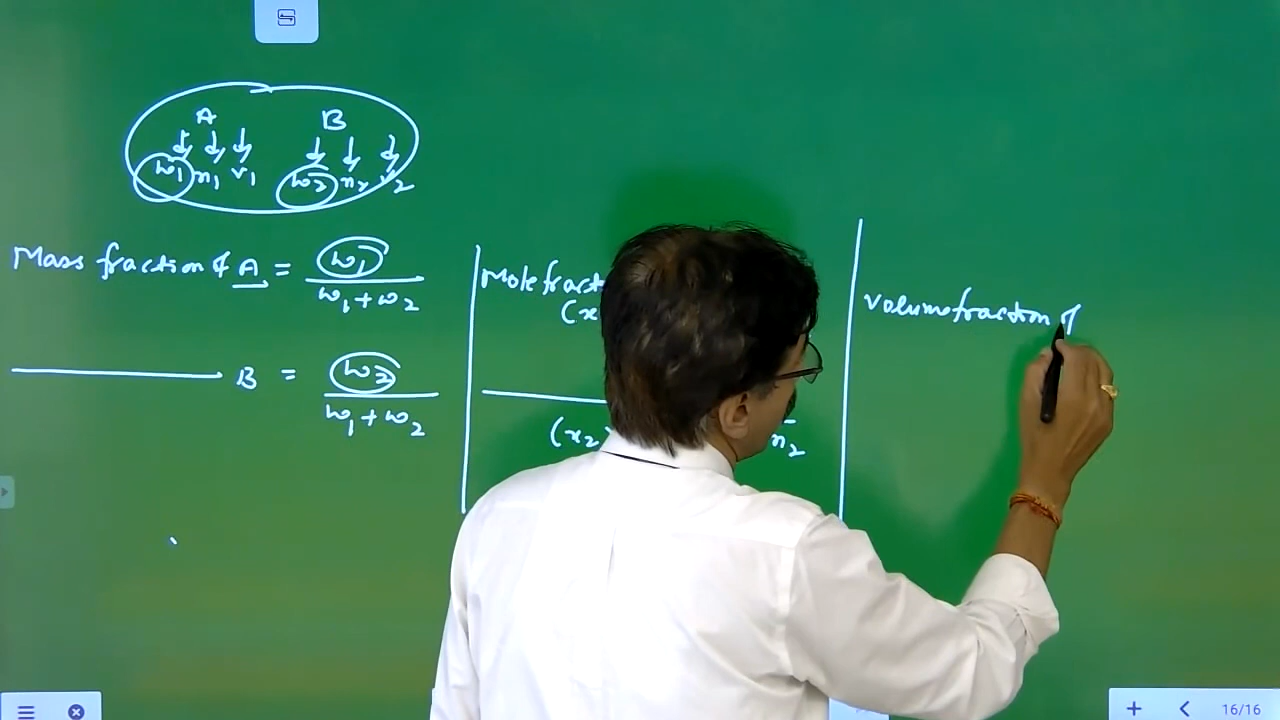 A B
w1 n1 v1 w2 n2 v2
Mass fraction of A = w1 / w1 + w2
B = w2 / w1 + w2
Mole fract
(x
(x2) n2
Volume fraction of
16/16